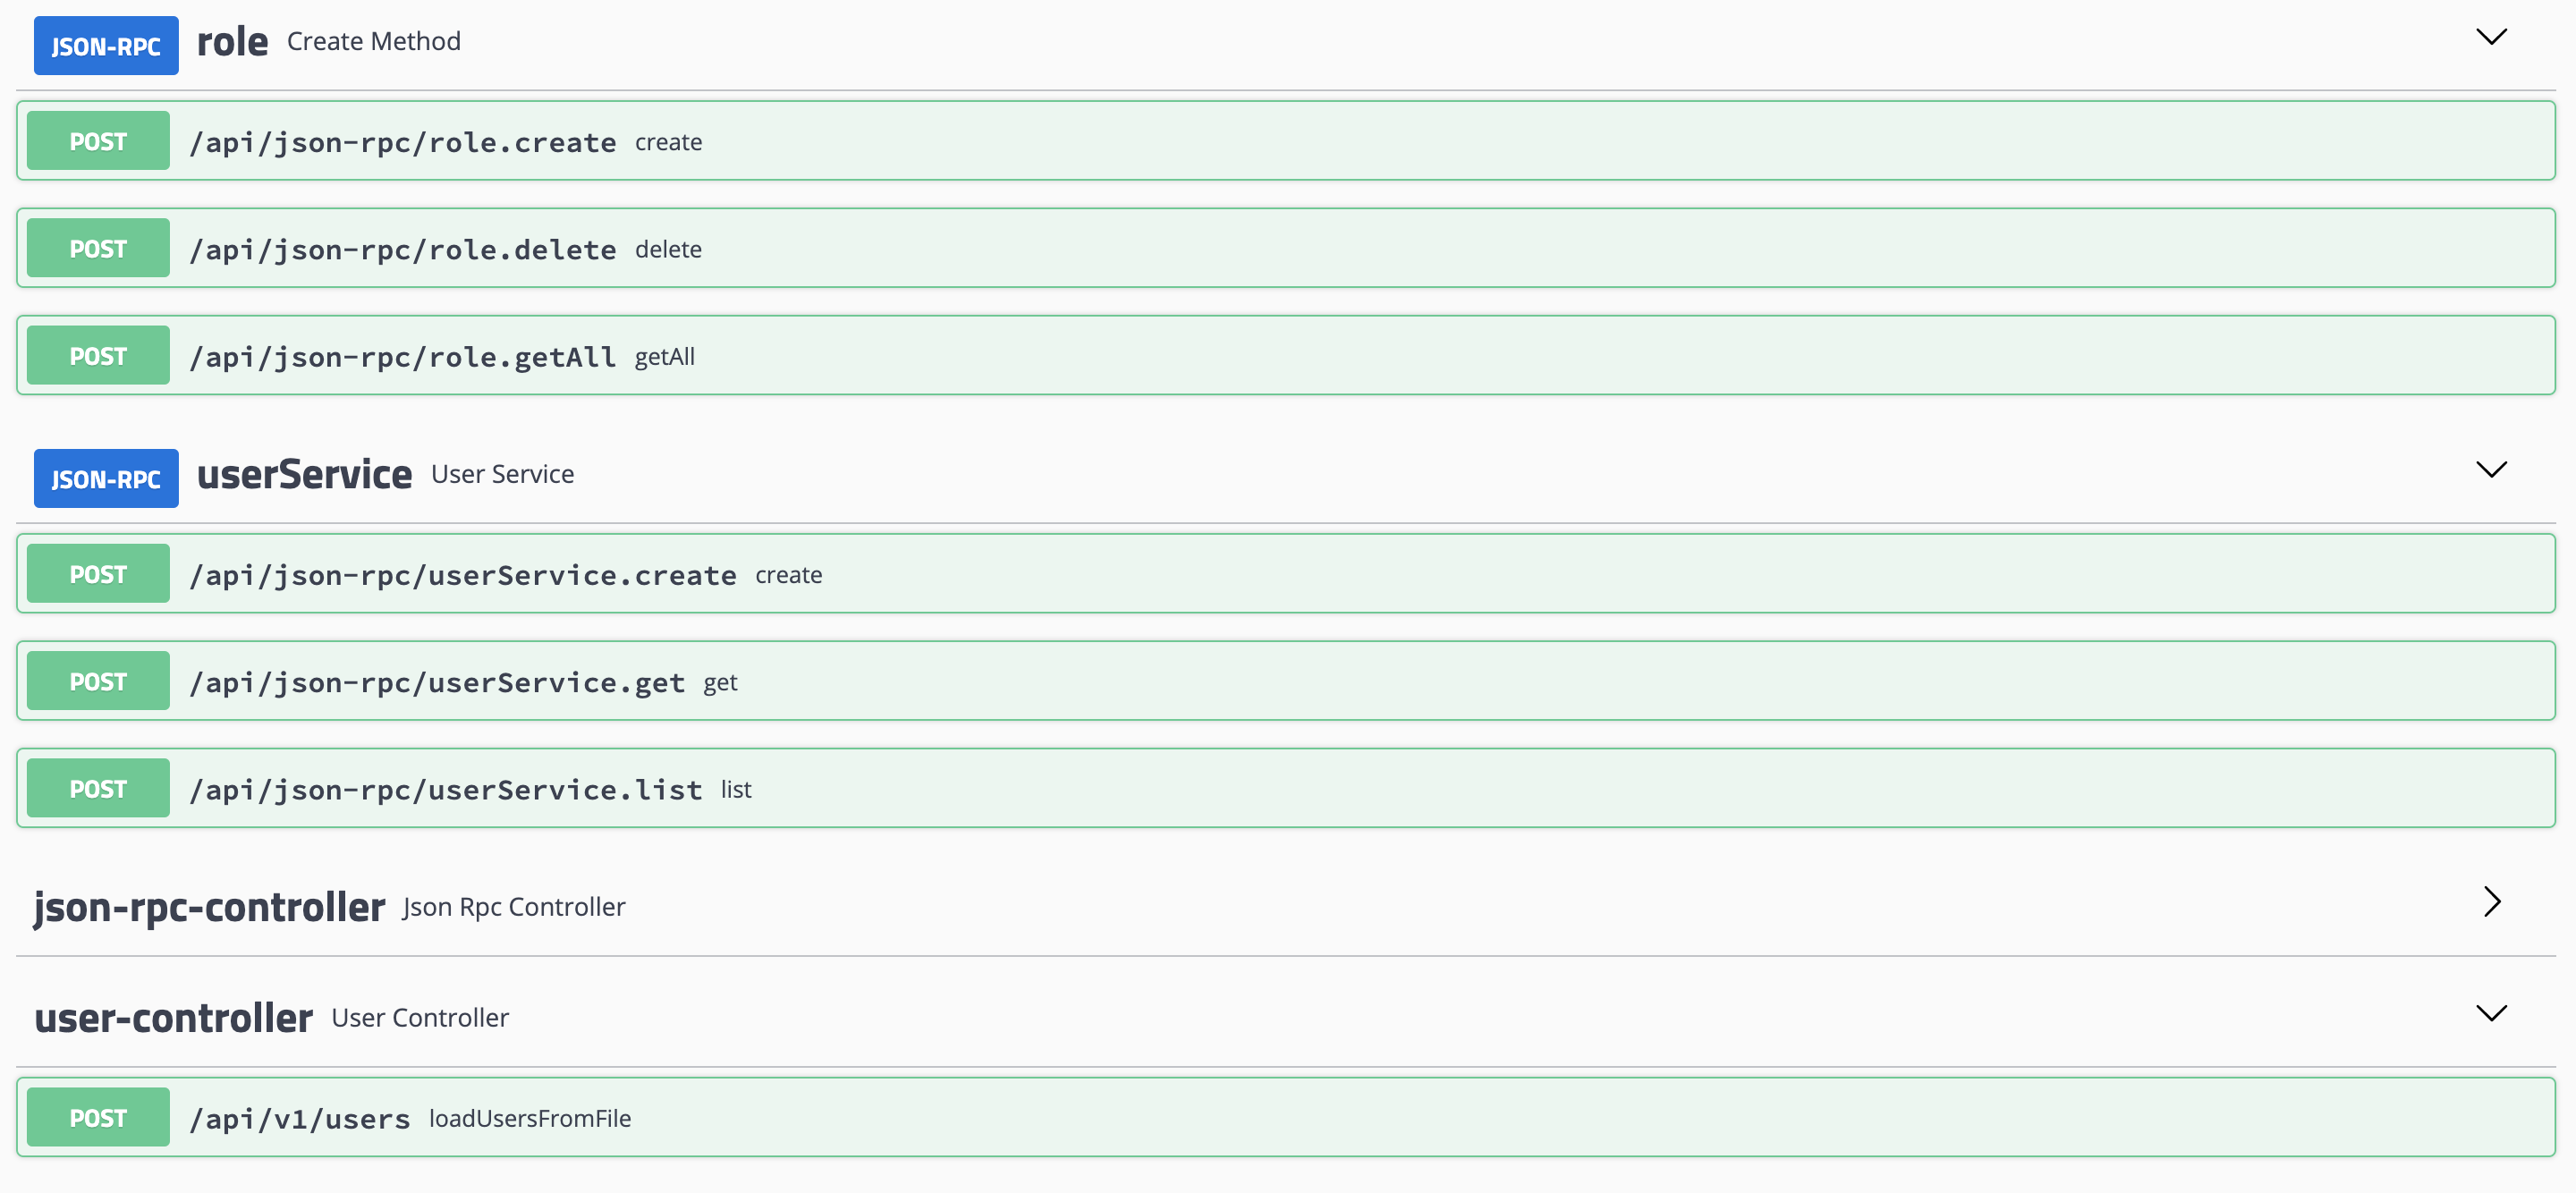 JSON-RPC role Create Method
POST /api/json-rpc/role.create create
POST /api/json-rpc/role.delete delete
POST /api/json-rpc/role.getAll getAll
JSON-RPC userService User Service
POST /api/json-rpc/userService.create create
POST /api/json-rpc/userService.get get
POST /api/json-rpc/userService.list list
json-rpc-controller Json Rpc Controller
user-controller User Controller
POST /api/v1/users loadUsersFromFile